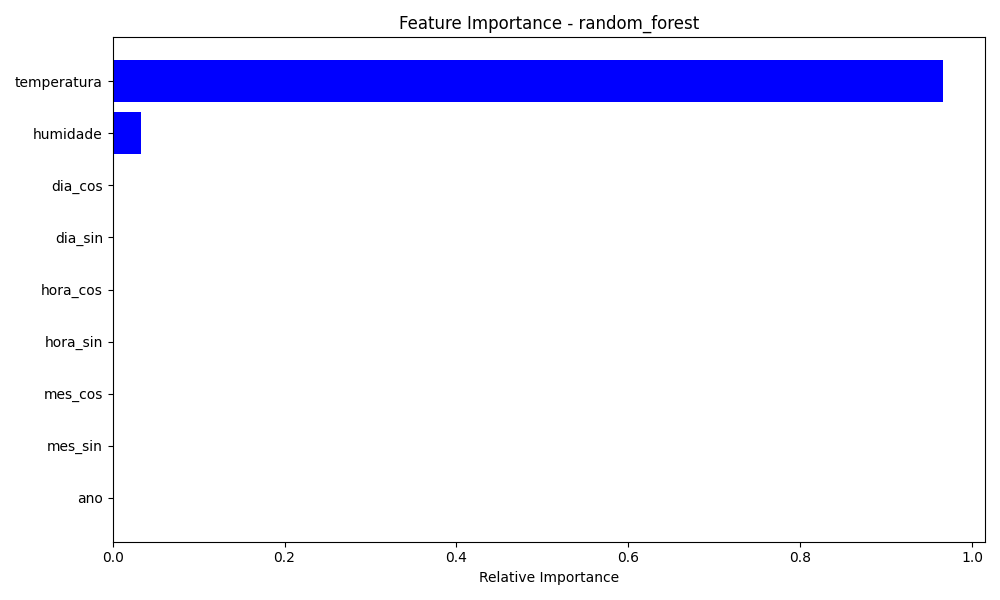 Feature Importance - random_forest
temperatura
humidade
dia_cos
dia_sin
hora_cos
hora_sin
mes_cos
mes_sin
ano
0.0 0.2 0.4 0.6 0.8 1.0
Relative Importance